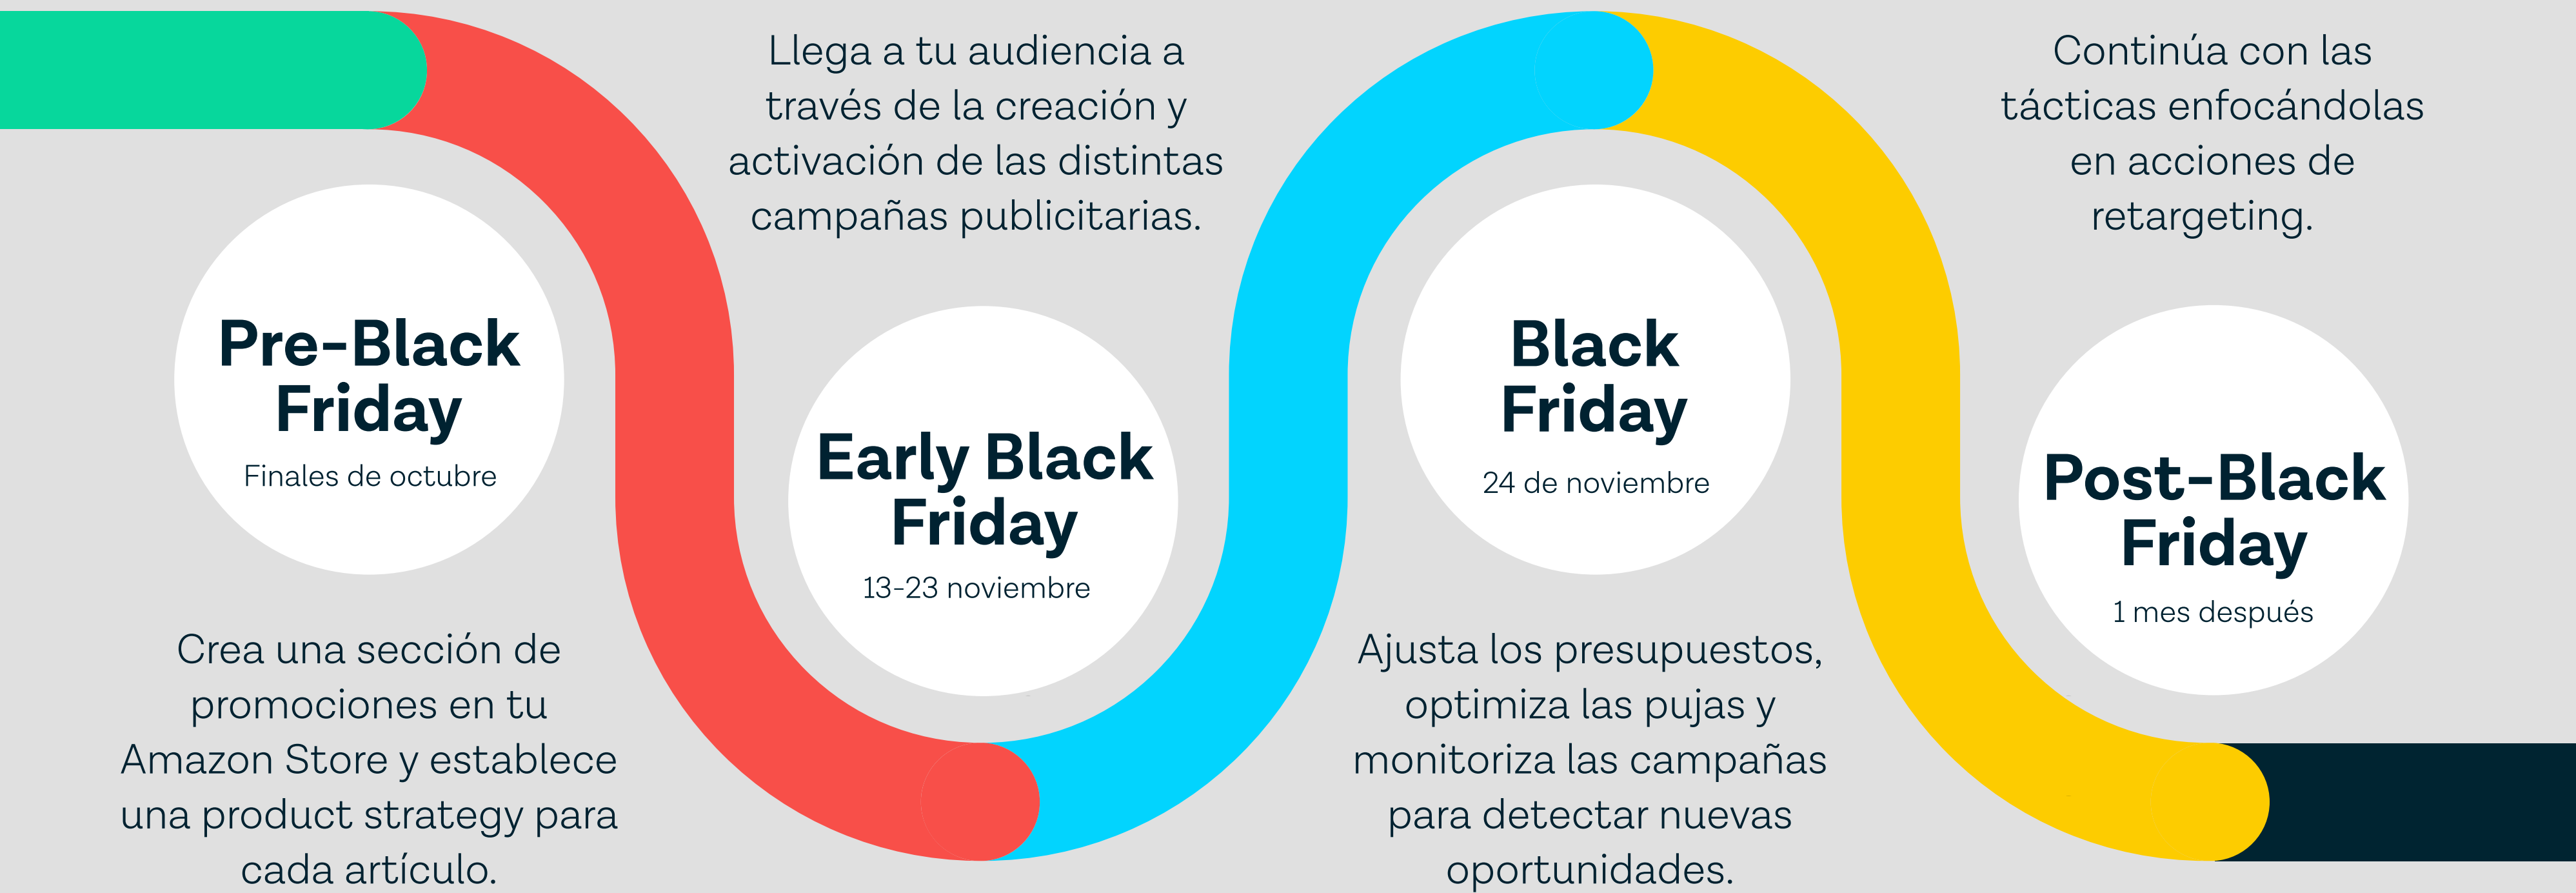 Pre-Black
Friday
Finales de octubre
Crea una sección de
promociones en tu
Amazon Store y establece
una product strategy para
cada artículo.
Llega a tu audiencia a
través de la creación y
activación de las distintas
campañas publicitarias.
Early Black
Friday
13-23 noviembre
Black
Friday
24 de noviembre
Ajusta los presupuestos,
optimiza las pujas y
monitoriza las campañas
para detectar nuevas
oportunidades.
Continúa con las
tácticas enfocándolas
en acciones de
retargeting.
Post-Black
Friday
1 mes después